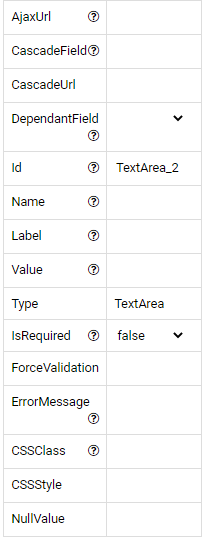 AjaxUrl
CascadeField
CascadeUrl
DependantField
Id TextArea_2
Name
Label
Value
Type TextArea
IsRequired false
ForceValidation
ErrorMessage
CSSClass
CSSStyle
NullValue